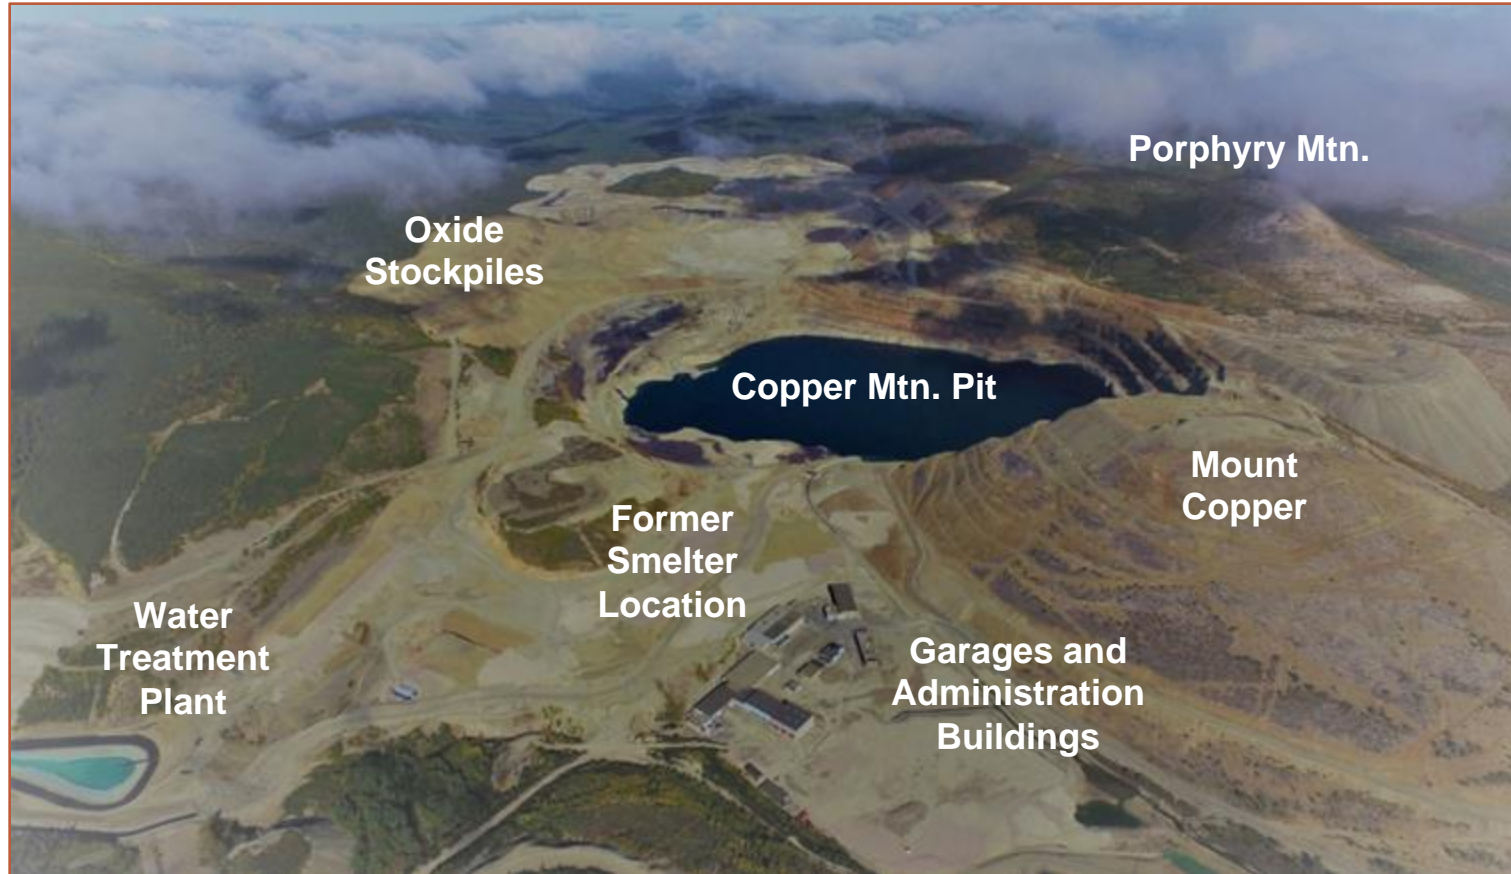 Porphyry Mtn.
Oxide
Stockpiles
Copper Mtn. Pit
Mount
Copper
Former
Smelter
Location
Water
Treatment
Plant
Garages and
Administration
Buildings